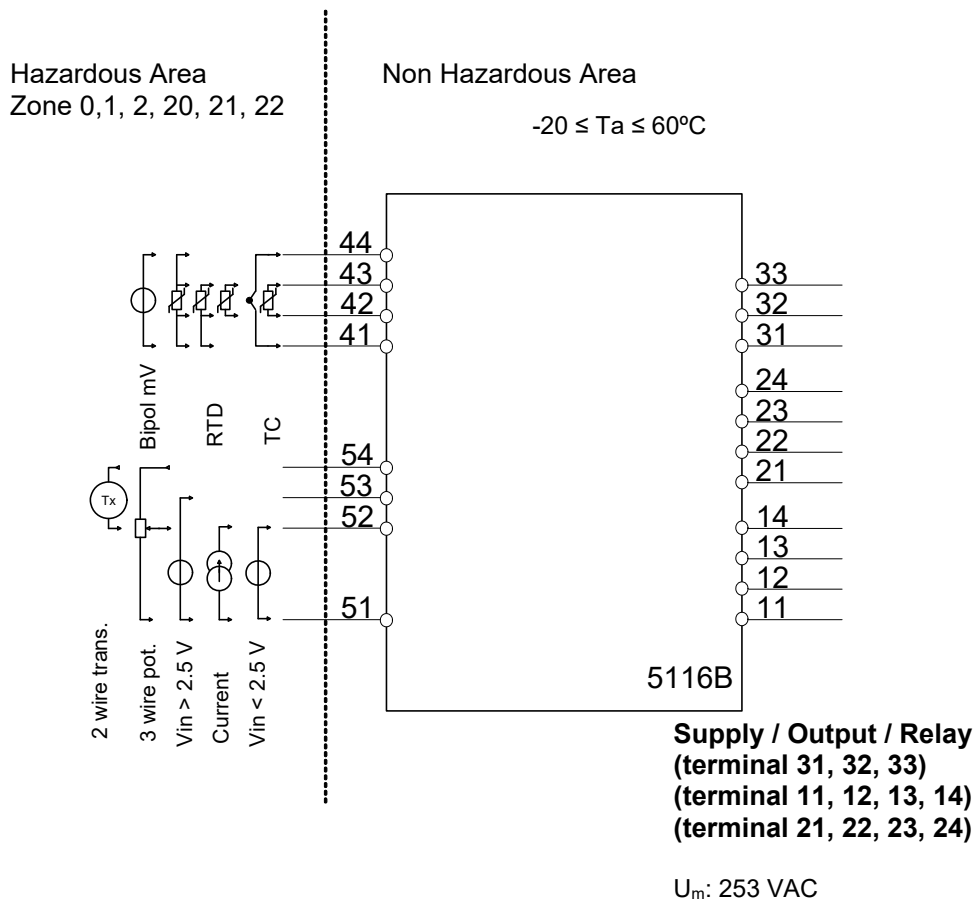 Hazardous Area
Zone 0,1, 2, 20, 21, 22
Non Hazardous Area
-20 ≤ Ta ≤ 60ºC
44
43
42
41
54
53
52
51
33
32
31
24
23
22
21
14
13
12
11
Bipol mV
RTD
TC
Tx
2 wire trans.
3 wire pot.
Vin > 2.5 V
Current
Vin < 2.5 V
5116B
Supply / Output / Relay
(terminal 31, 32, 33)
(terminal 11, 12, 13, 14)
(terminal 21, 22, 23, 24)
Um: 253 VAC